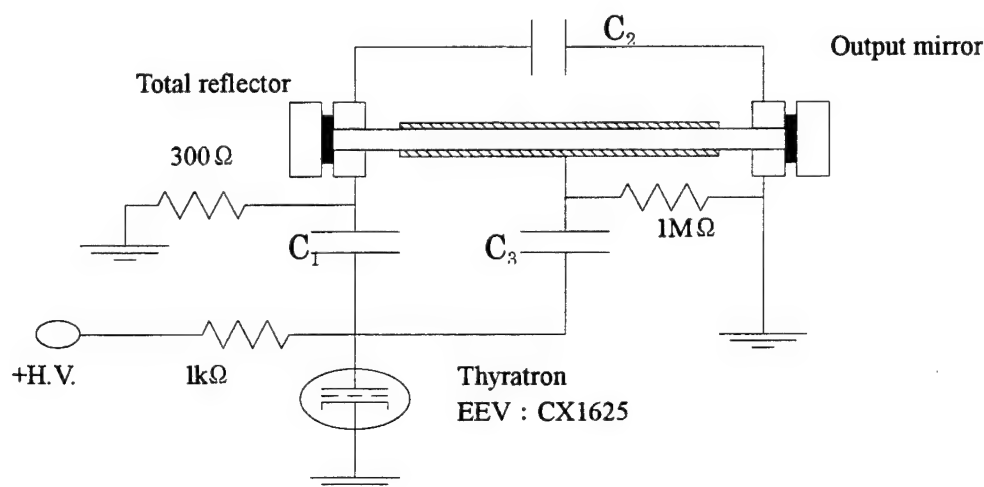 C₂
Output mirror
Total reflector
300Ω
1MΩ
C₁
C₃
+H.V.
1kΩ
Thyratron
EEV : CX1625